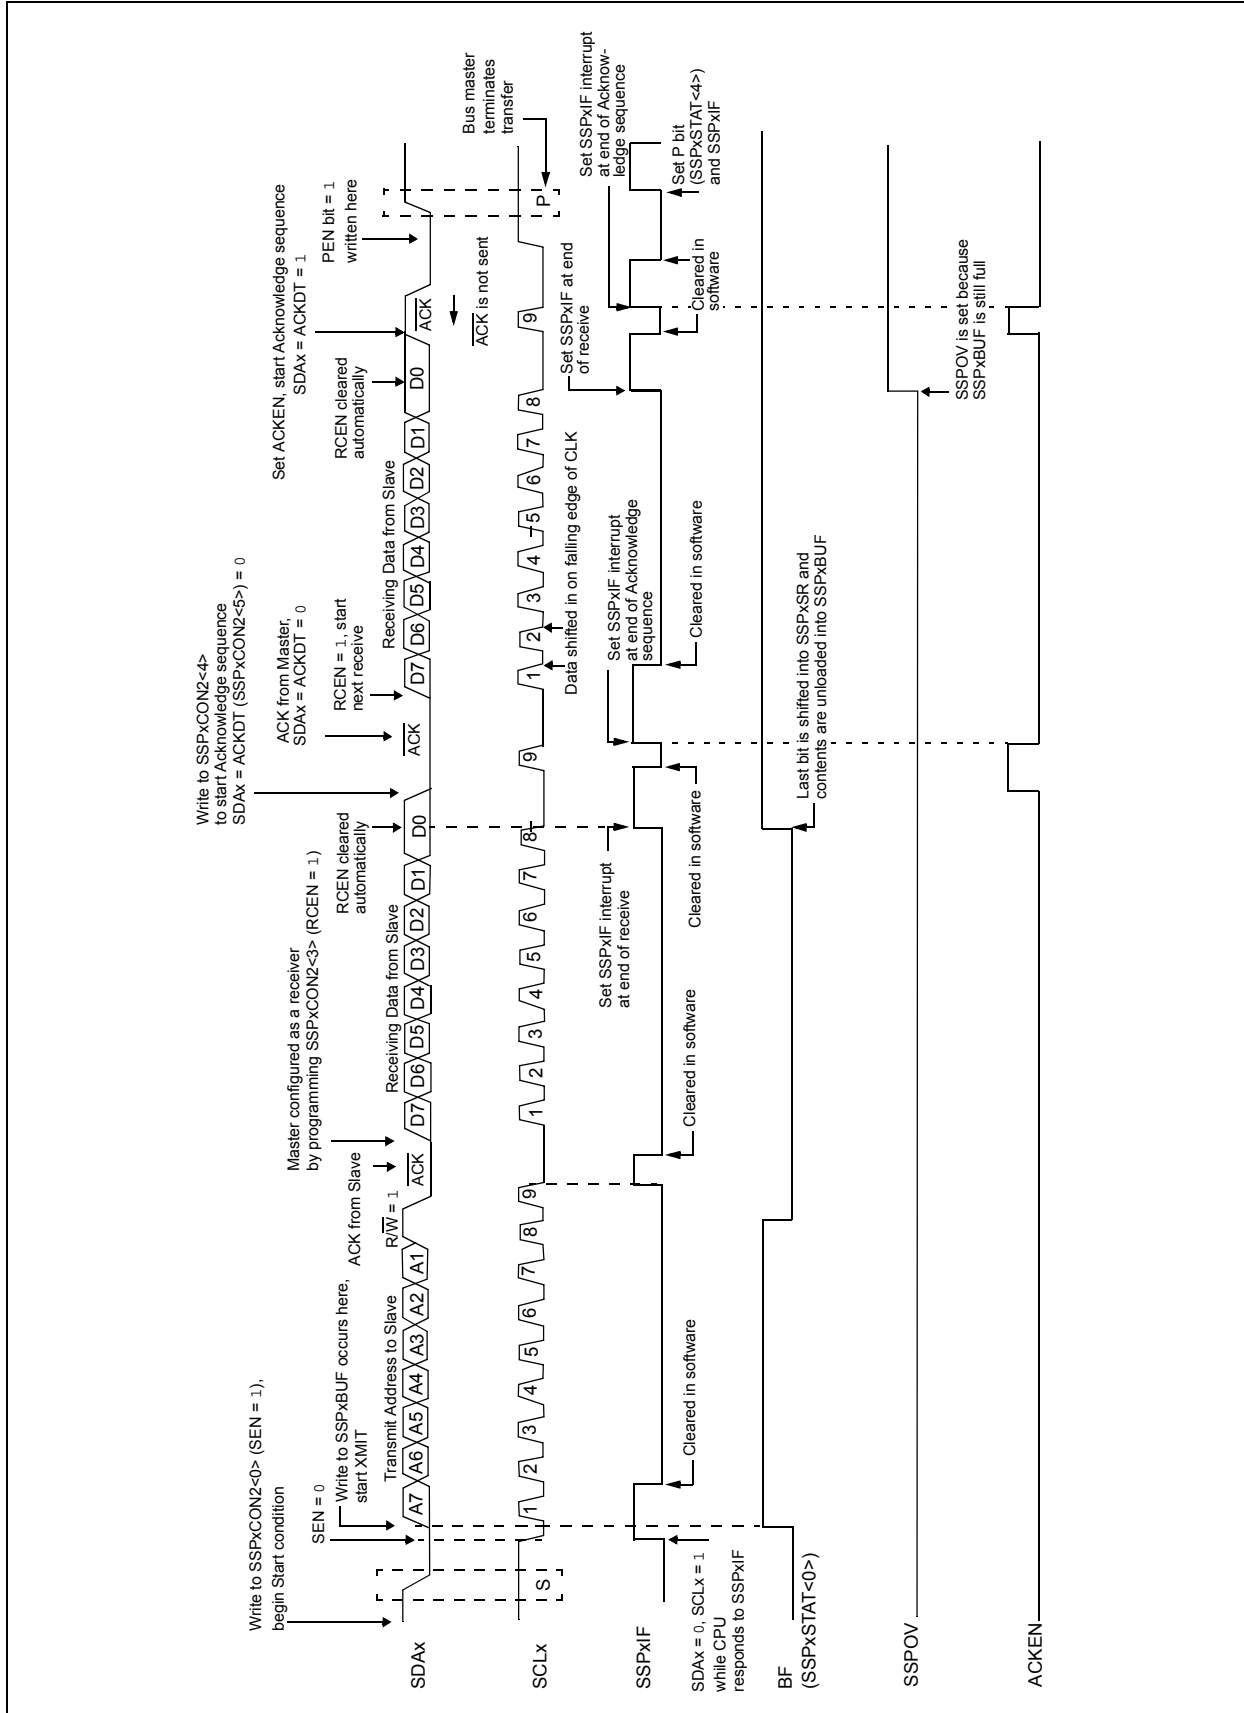 Write to SSPxCON2<0> (SEN = 1),
begin Start condition
SEN = 0
Write to SSPxBUF occurs here,
start XMIT
Transmit Address to Slave
ACK from Slave
R/W = 1
Master configured as a receiver
by programming SSPxCON2<3> (RCEN = 1)
Receiving Data from Slave
RCEN cleared
automatically
Write to SSPxCON2<4>
to start Acknowledge sequence
SDAx = ACKDT (SSPxCON2<5>) = 0
ACK from Master,
SDAx = ACKDT = 0
RCEN = 1, start
next receive
Receiving Data from Slave
RCEN cleared
automatically
Set ACKEN, start Acknowledge sequence
SDAx = ACKDT = 1
PEN bit = 1
written here
SDAx
A7 A6 A5 A4 A3 A2 A1 ACK D7 D6 D5 D4 D3 D2 D1 D0 ACK D7 D6 D5 D4 D3 D2 D1 D0 ACK
ACK is not sent
Bus master
terminates
transfer
SCLx
S 1 2 3 4 5 6 7 8 9 1 2 3 4 5 6 7 8 9 1 2 3 4 5 6 7 8 9 P
Data shifted in on falling edge of CLK
Set SSPxIF interrupt
at end of receive
Set SSPxIF interrupt
at end of Acknowledge
sequence
Set SSPxIF at end
of receive
Set SSPxIF interrupt
at end of Acknow-
ledge sequence
SSPxIF
SDAx = 0, SCLx = 1
while CPU
responds to SSPxIF
Cleared in software
Cleared in software
Cleared in software
Cleared in software
Cleared in
software
Set P bit
(SSPxSTAT<4>)
and SSPxIF
BF
(SSPxSTAT<0>)
Last bit is shifted into SSPxSR and
contents are unloaded into SSPxBUF
SSPOV
SSPOV is set because
SSPxBUF is still full
ACKEN